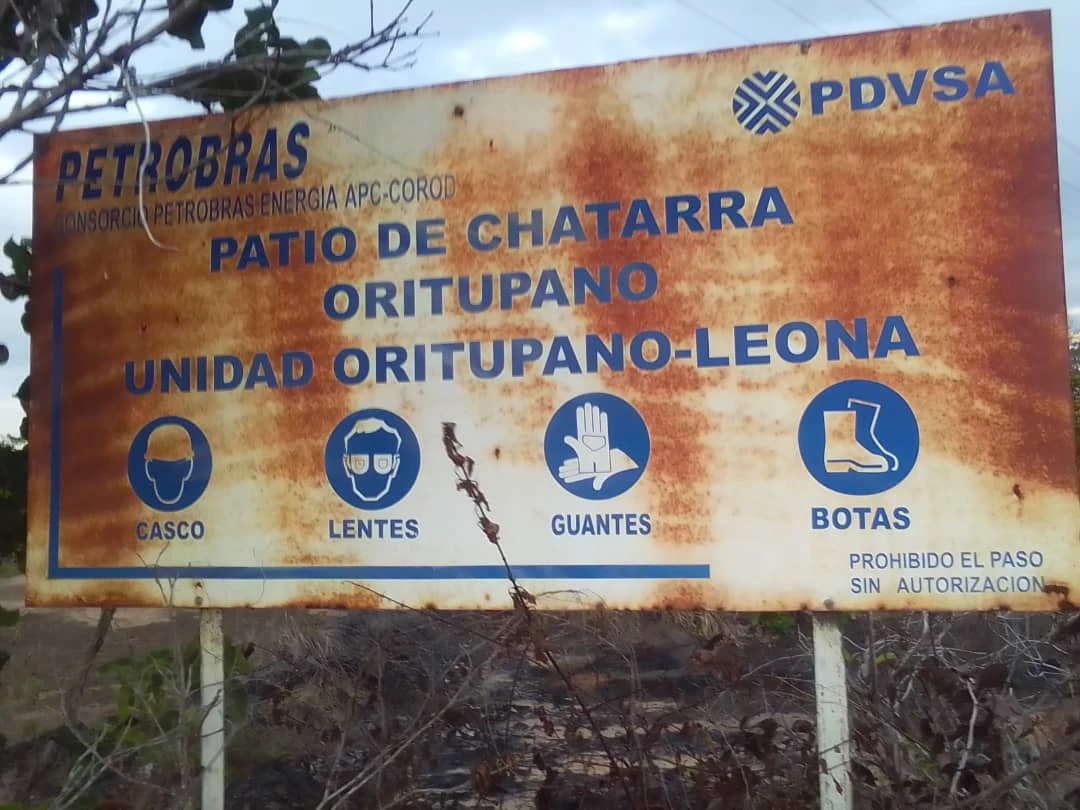 PETROBRAS
CONSORCIO PETROBRAS ENERGIA APC-COROD
PDVSA
PATIO DE CHATARRA
ORITUPANO
UNIDAD ORITUPANO-LEONA
CASCO LENTES GUANTES BOTAS
PROHIBIDO EL PASO
SIN AUTORIZACION